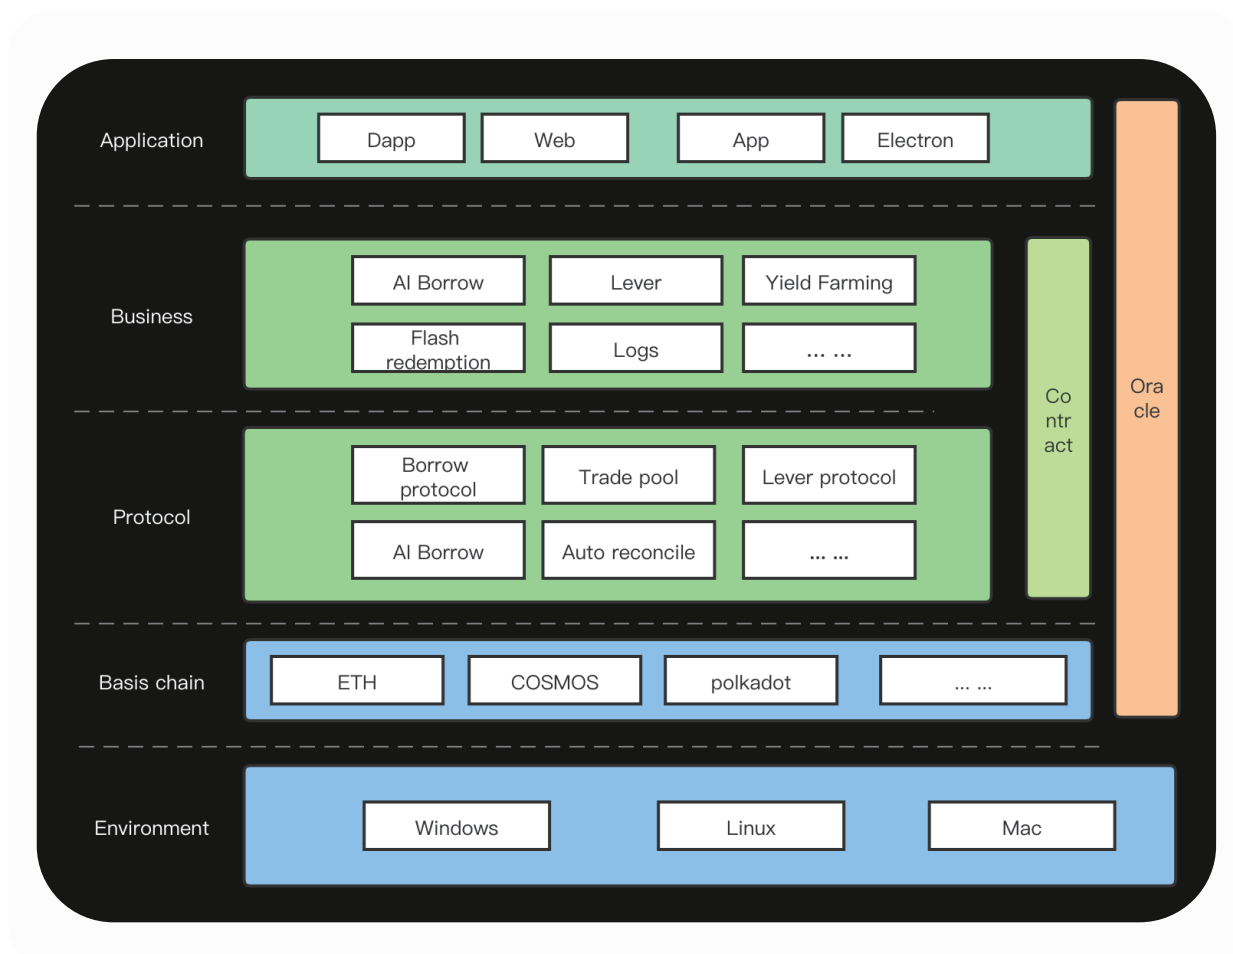 Application
Dapp
Web
App
Electron
Business
AI Borrow
Lever
Yield Farming
Flash
redemption
Logs
... ...
Protocol
Borrow
protocol
Trade pool
Lever protocol
AI Borrow
Auto reconcile
... ...
Co
ntr
act
Ora
cle
Basis chain
ETH
COSMOS
polkadot
... ...
Environment
Windows
Linux
Mac